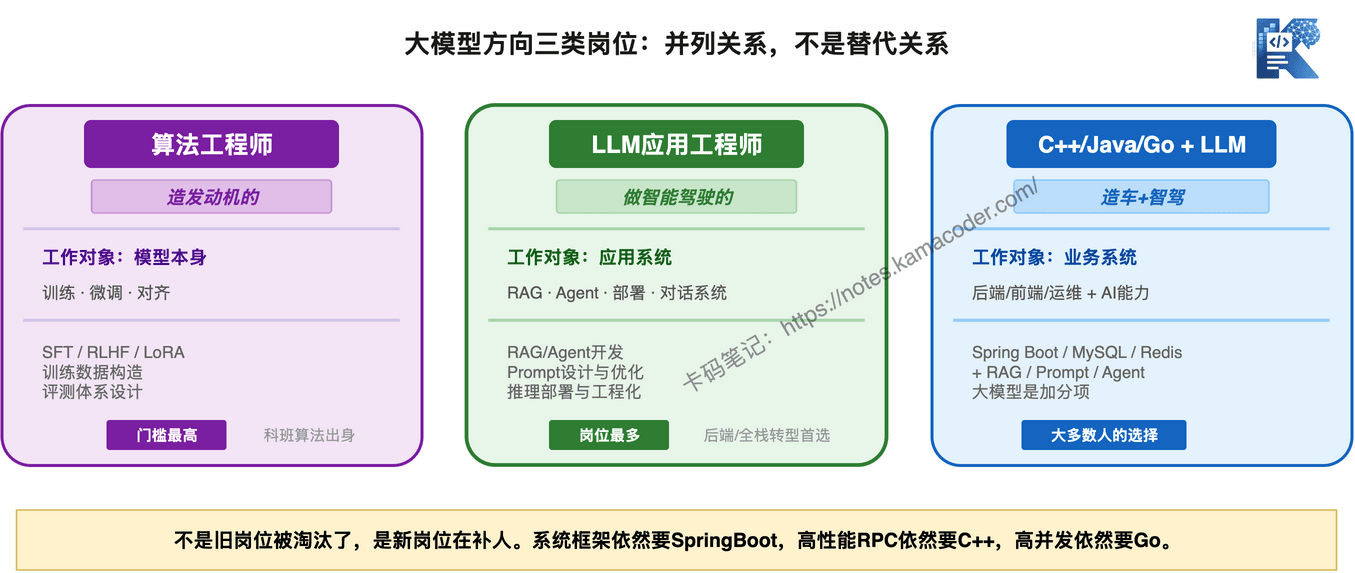 大模型方向三类岗位：并列关系，不是替代关系
</>
算法工程师
造发动机的
工作对象：模型本身
训练 · 微调 · 对齐
SFT / RLHF / LoRA
训练数据构造
评测体系设计
门槛最高
科班算法出身
LLM应用工程师
做智能驾驶的
工作对象：应用系统
RAG · Agent · 部署 · 对话系统
RAG/Agent开发
Prompt设计与优化
推理部署与工程化
岗位最多
后端/全栈转型首选
C++/Java/Go + LLM
造车+智驾
工作对象：业务系统
后端/前端/运维 + AI能力
Spring Boot / MySQL / Redis
+ RAG / Prompt / Agent
大模型是加分项
大多数人的选择
卡码笔记：https://notes.kamacoder.com/
不是旧岗位被淘汰了，是新岗位在补人。系统框架依然要SpringBoot，高性能RPC依然要C++，高并发依然要Go。